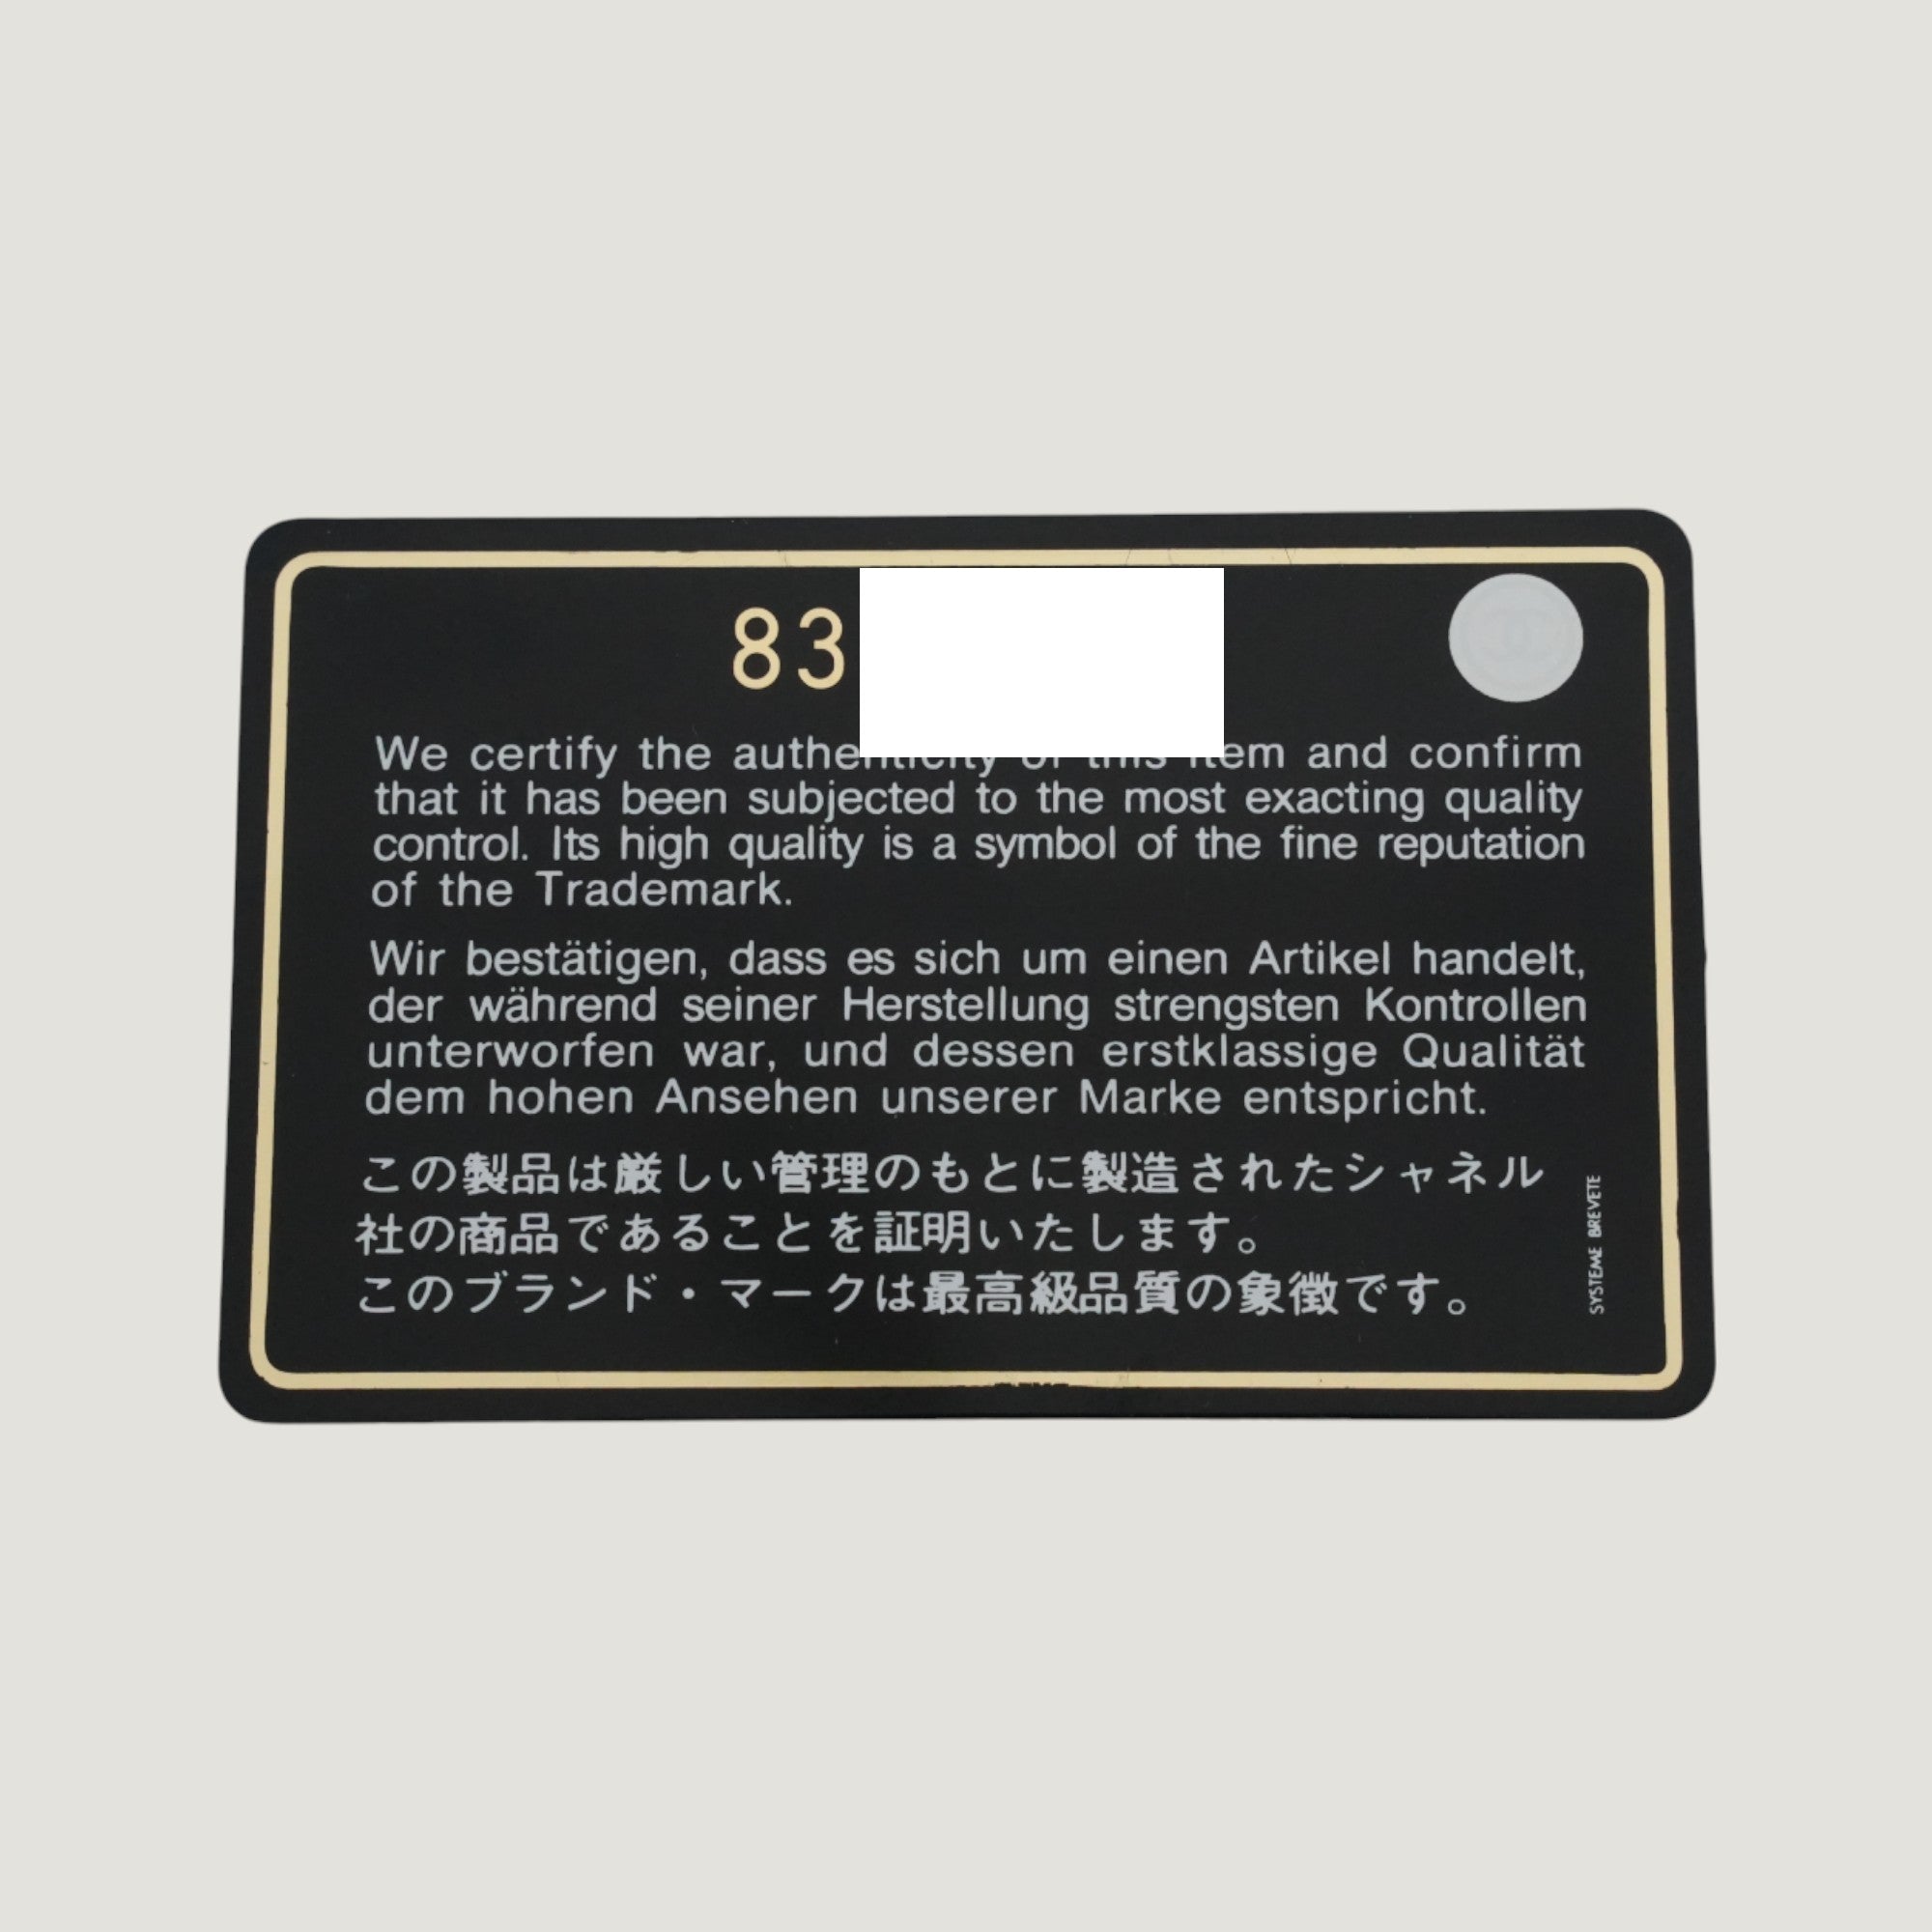 83
We certify the authenticity of this item and confirm
that it has been subjected to the most exacting quality
control. Its high quality is a symbol of the fine reputation
of the Trademark.
Wir bestätigen, dass es sich um einen Artikel handelt,
der während seiner Herstellung strengsten Kontrollen
unterworfen war, und dessen erstklassige Qualität
dem hohen Ansehen unserer Marke entspricht.
この製品は厳しい管理のもとに製造されたシャネル
社の商品であることを証明いたします。
このブランド・マークは最高級品質の象徴です。
SYSTEME BREVETE